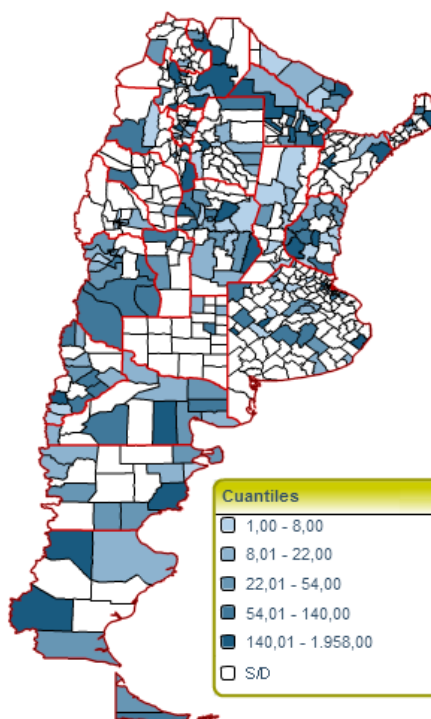 Cuantiles
1,00 - 8,00
8,01 - 22,00
22,01 - 54,00
54,01 - 140,00
140,01 - 1.958,00
S/D